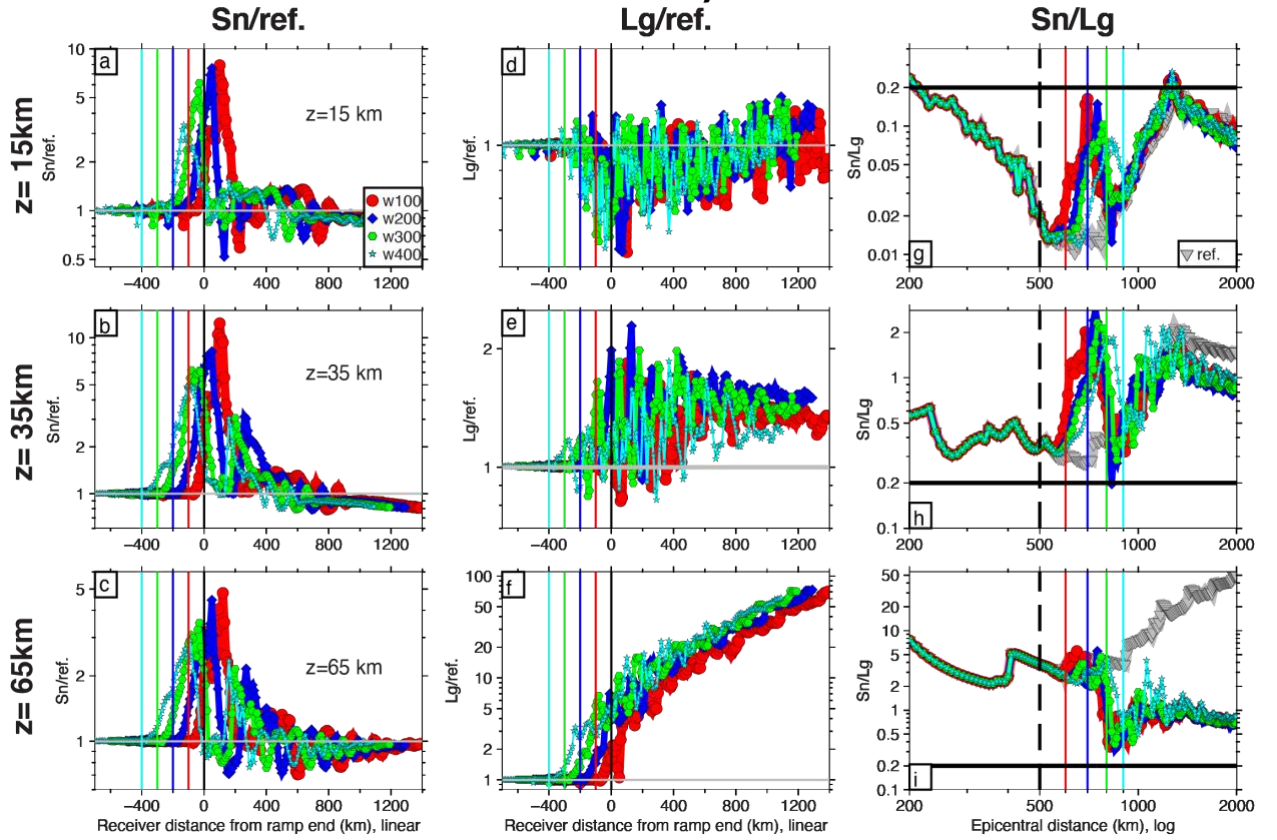 Sn/ref. Lg/ref. Sn/Lg
z= 15km
a
Sn/ref.
10
5
2
1
0.5
z=15 km
w100
w200
w300
w400
−400 0 400 800 1200
d
Lg/ref.
1
−400 0 400 800 1200
g
Sn/Lg
0.2
0.1
0.05
0.02
0.01
ref.
200 500 1000 2000
z= 35km
b
Sn/ref.
10
5
2
1
z=35 km
−400 0 400 800 1200
e
Lg/ref.
2
1
−400 0 400 800 1200
h
Sn/Lg
2
1
0.5
0.2
0.1
200 500 1000 2000
z= 65km
c
Sn/ref.
5
2
1
z=65 km
−400 0 400 800 1200
Receiver distance from ramp end (km), linear
f
Lg/ref.
100
50
20
10
5
2
1
−400 0 400 800 1200
Receiver distance from ramp end (km), linear
i
Sn/Lg
50
20
10
5
2
1
0.5
0.2
0.1
200 500 1000 2000
Epicentral distance (km), log